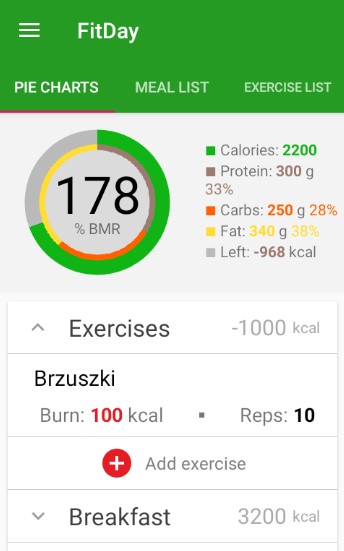 FitDay
PIE CHARTS MEAL LIST EXERCISE LIST
178
% BMR
Calories: 2200
Protein: 300 g
33%
Carbs: 250 g 28%
Fat: 340 g 38%
Left: -968 kcal
Exercises -1000 kcal
Brzuszki
Burn: 100 kcal ▪ Reps: 10
Add exercise
Breakfast 3200 kcal